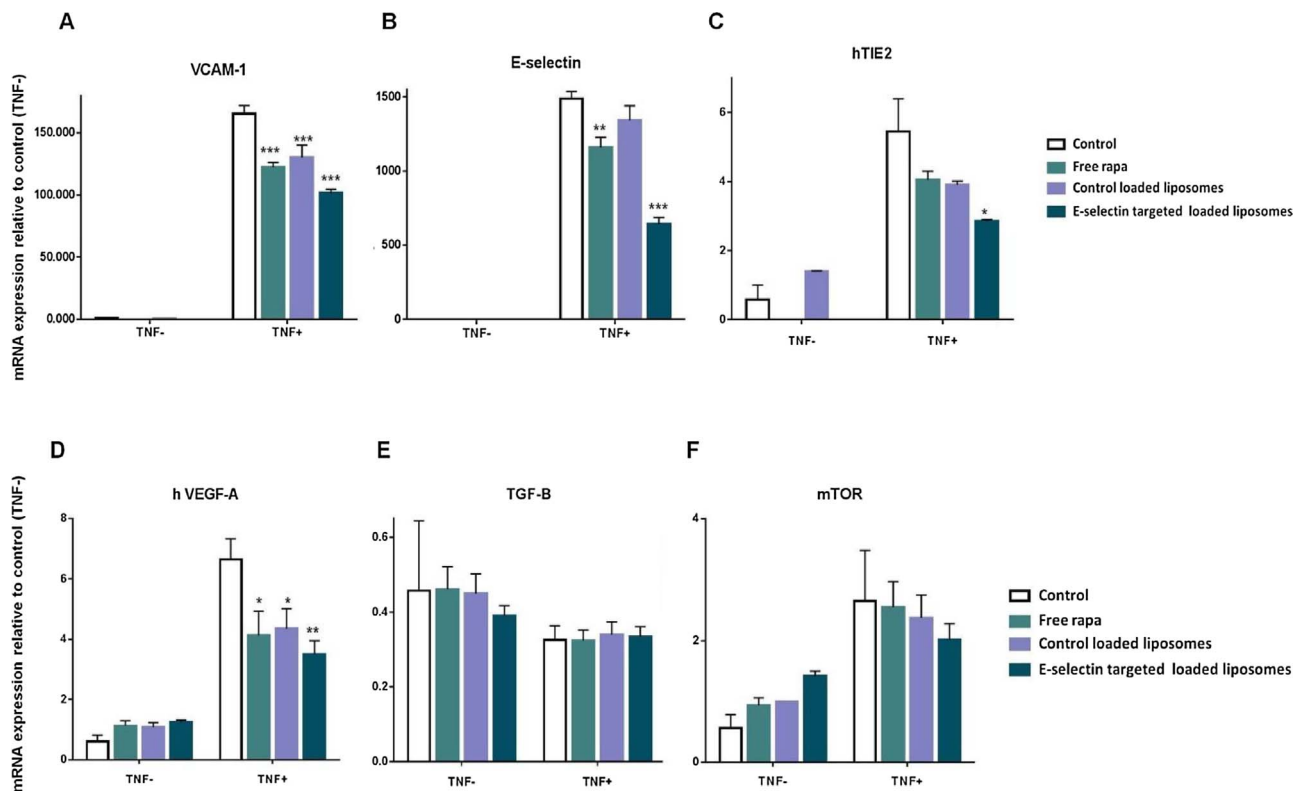 A
B
C
VCAM-1
E-selectin
hTIE2
mRNA expression relative to control (TNF-)
150.000
100.000
50.000
0.000
***
***
***
TNF-
TNF+
1500
1000
500
0
**
***
TNF-
TNF+
6
4
2
0
*
TNF-
TNF+
Control
Free rapa
Control loaded liposomes
E-selectin targeted loaded liposomes
D
E
F
h VEGF-A
TGF-B
mTOR
mRNA expression relative to control (TNF-)
8
6
4
2
0
*
*
**
TNF-
TNF+
0.6
0.4
0.2
0.0
TNF-
TNF+
4
2
0
TNF-
TNF+
Control
Free rapa
Control loaded liposomes
E-selectin targeted loaded liposomes